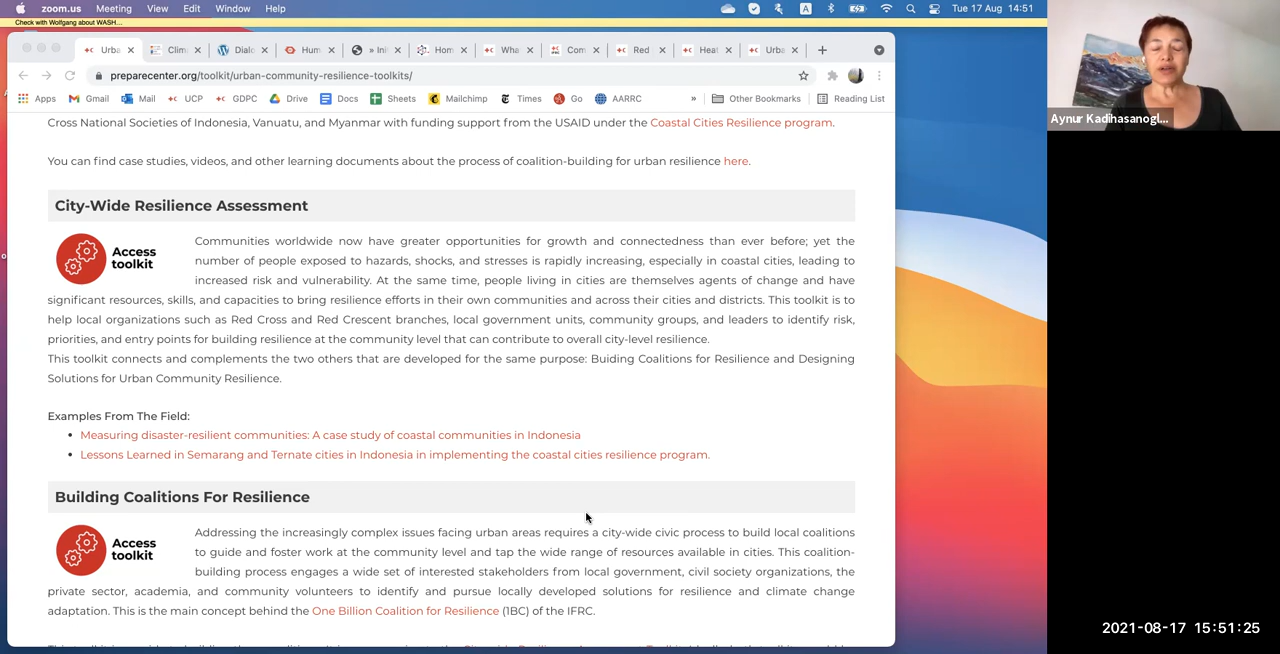 zoom.us Meeting View Edit Window Help A Tue 17 Aug 14:51
Check with Wolfgang about WASH...
Urba Clim Dialo Hum » Ini Hom Wha Com Red Heat Urba
preparecenter.org/toolkit/urban-community-resilience-toolkits/
Apps Gmail Mail UCP GDPC Drive Docs Sheets Mailchimp Times Go AARRC » Other Bookmarks Reading List
Aynur Kadihasanogl...
Cross National Societies of Indonesia, Vanuatu, and Myanmar with funding support from the USAID under the Coastal Cities Resilience program.
You can find case studies, videos, and other learning documents about the process of coalition-building for urban resilience here.
City-Wide Resilience Assessment
Access
toolkit
Communities worldwide now have greater opportunities for growth and connectedness than ever before; yet the
number of people exposed to hazards, shocks, and stresses is rapidly increasing, especially in coastal cities, leading to
increased risk and vulnerability. At the same time, people living in cities are themselves agents of change and have
significant resources, skills, and capacities to bring resilience efforts in their own communities and across their cities and districts. This toolkit is to
help local organizations such as Red Cross and Red Crescent branches, local government units, community groups, and leaders to identify risk,
priorities, and entry points for building resilience at the community level that can contribute to overall city-level resilience.
This toolkit connects and complements the two others that are developed for the same purpose: Buiding Coalitions for Resilience and Designing
Solutions for Urban Community Resilience.
Examples From The Field:
• Measuring disaster-resilient communities: A case study of coastal communities in Indonesia
• Lessons Learned in Semarang and Ternate cities in Indonesia in implementing the coastal cities resilience program.
Building Coalitions For Resilience
Access
toolkit
Addressing the increasingly complex issues facing urban areas requires a city-wide civic process to build local coalitions
to guide and foster work at the community level and tap the wide range of resources available in cities. This coalition-
building process engages a wide set of interested stakeholders from local government, civil society organizations, the
private sector, academia, and community volunteers to identify and pursue locally developed solutions for resilience and climate change
adaptation. This is the main concept behind the One Billion Coalition for Resilience (1BC) of the IFRC.
2021-08-17 15:51:25